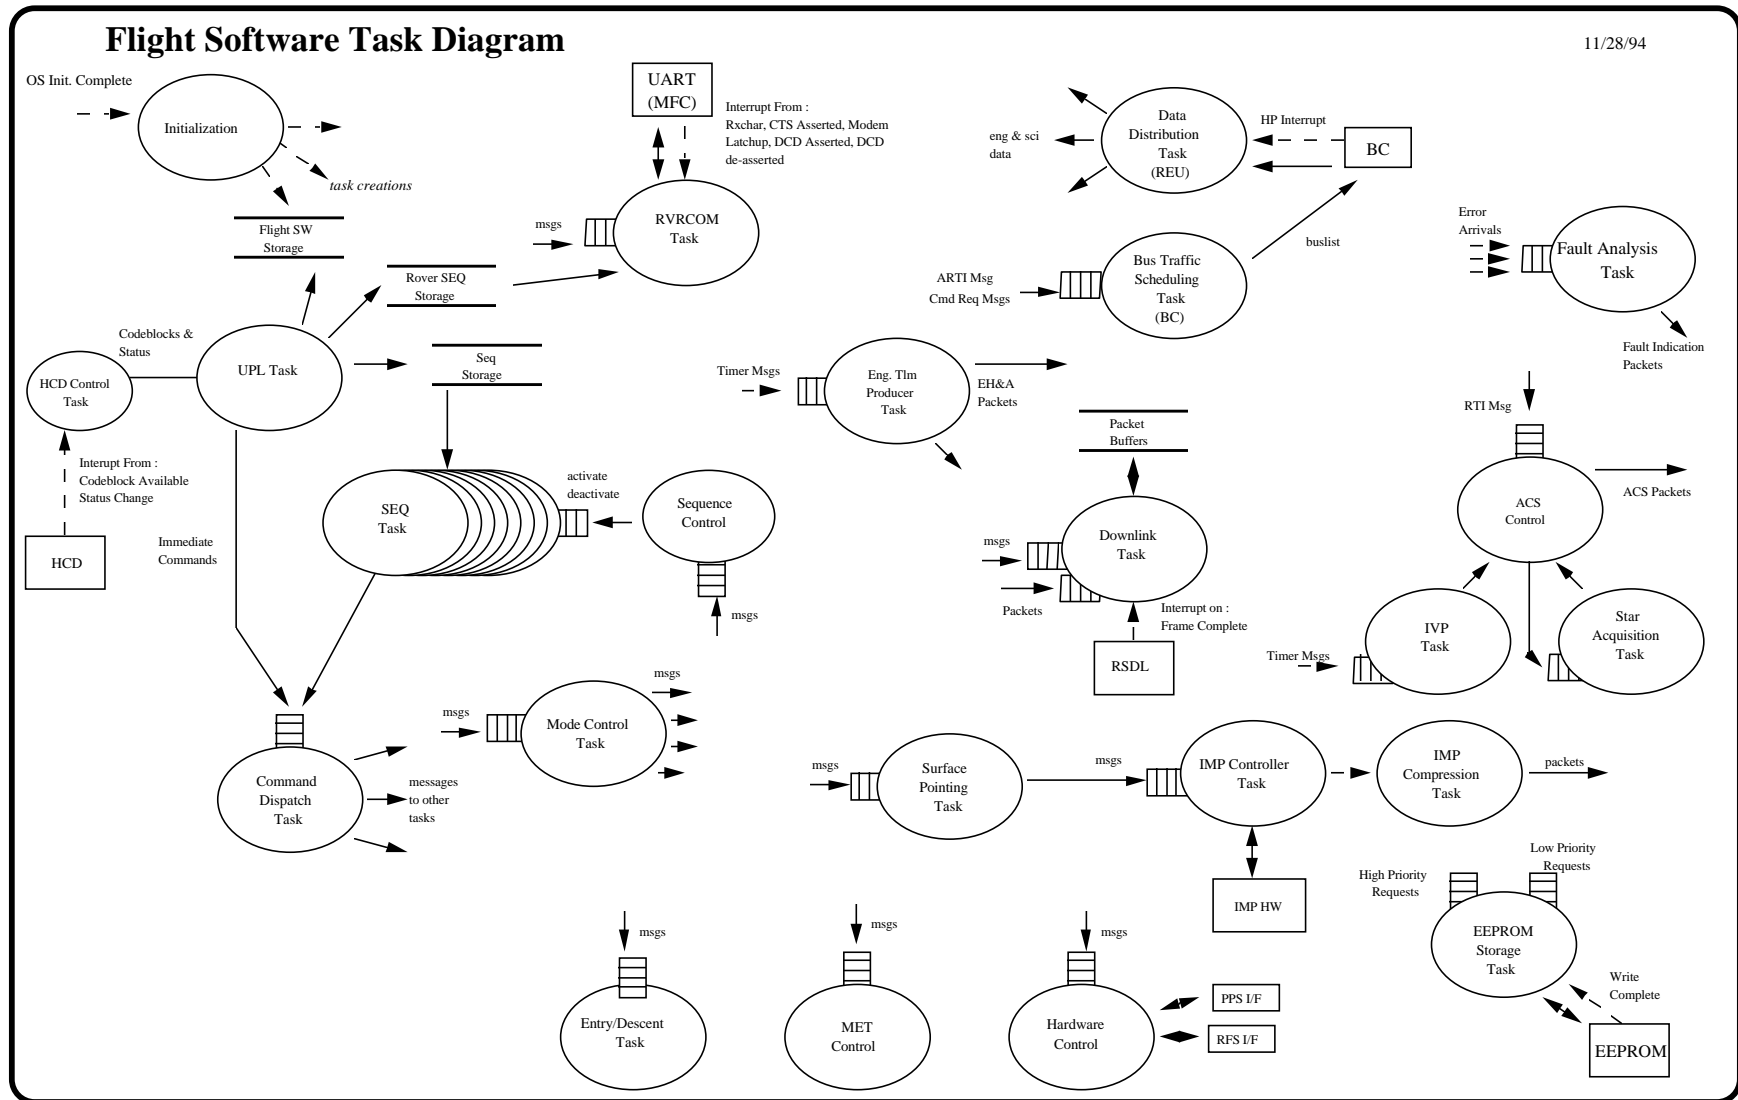 Flight Software Task Diagram
11/28/94
OS Init. Complete
Initialization
task creations
UART
(MFC)
Interrupt From :
Rxchar, CTS Asserted, Modem
Latchup, DCD Asserted, DCD
de-asserted
eng & sci
data
Data
Distribution
Task
(REU)
HP Interrupt
BC
Flight SW
Storage
msgs
RVRCOM
Task
buslist
Error
Arrivals
Fault Analysis
Task
Rover SEQ
Storage
ARTI Msg
Cmd Req Msgs
Bus Traffic
Scheduling
Task
(BC)
Codeblocks &
Status
HCD Control
Task
UPL Task
Seq
Storage
Timer Msgs
Eng. Tlm
Producer
Task
EH&A
Packets
Fault Indication
Packets
RTI Msg
Packet
Buffers
Interupt From :
Codeblock Available
Status Change
SEQ
Task
activate
deactivate
Sequence
Control
msgs
ACS
Control
ACS Packets
HCD
Immediate
Commands
msgs
Packets
Downlink
Task
Interrupt on :
Frame Complete
RSDL
Timer Msgs
IVP
Task
Star
Acquisition
Task
msgs
Mode Control
Task
msgs
Command
Dispatch
Task
messages
to other
tasks
msgs
Surface
Pointing
Task
msgs
IMP Controller
Task
IMP
Compression
Task
packets
IMP HW
High Priority
Requests
Low Priority
Requests
EEPROM
Storage
Task
Write
Complete
EEPROM
msgs
Entry/Descent
Task
msgs
MET
Control
msgs
Hardware
Control
PPS I/F
RFS I/F